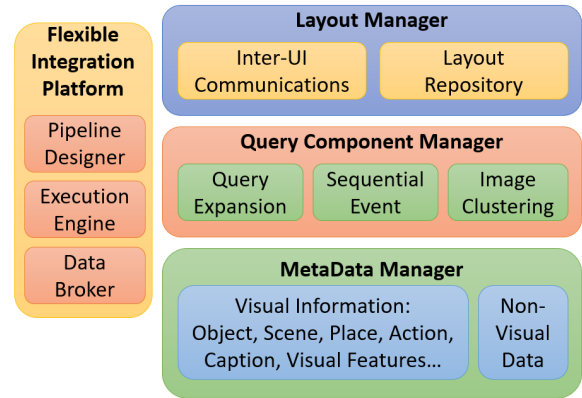 Flexible
Integration
Platform
Pipeline
Designer
Execution
Engine
Data
Broker
Layout Manager
Inter-UI
Communications
Layout
Repository
Query Component Manager
Query
Expansion
Sequential
Event
Image
Clustering
MetaData Manager
Visual Information:
Object, Scene, Place, Action,
Caption, Visual Features…
Non-
Visual
Data